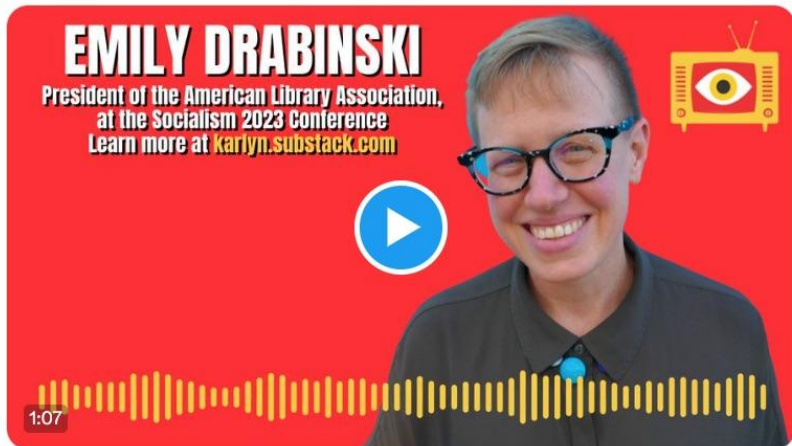 EMILY DRABINSKI
President of the American Library Association,
at the Socialism 2023 Conference
Learn more at karlyn.substack.com
1:07